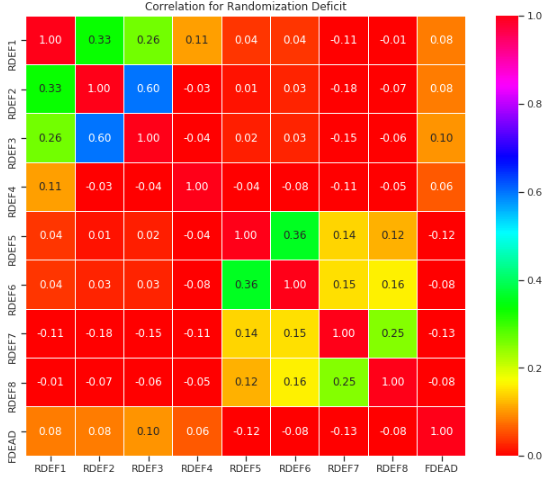 Correlation for Randomization Deficit
RDEF1 1.00 0.33 0.26 0.11 0.04 0.04 -0.11 -0.01 0.08
RDEF2 0.33 1.00 0.60 -0.03 0.01 0.03 -0.18 -0.07 0.08
RDEF3 0.26 0.60 1.00 -0.04 0.02 0.03 -0.15 -0.06 0.10
RDEF4 0.11 -0.03 -0.04 1.00 -0.04 -0.08 -0.11 -0.05 0.06
RDEF5 0.04 0.01 0.02 -0.04 1.00 0.36 0.14 0.12 -0.12
RDEF6 0.04 0.03 0.03 -0.08 0.36 1.00 0.15 0.16 -0.08
RDEF7 -0.11 -0.18 -0.15 -0.11 0.14 0.15 1.00 0.25 -0.13
RDEF8 -0.01 -0.07 -0.06 -0.05 0.12 0.16 0.25 1.00 -0.08
FDEAD 0.08 0.08 0.10 0.06 -0.12 -0.08 -0.13 -0.08 1.00
RDEF1 RDEF2 RDEF3 RDEF4 RDEF5 RDEF6 RDEF7 RDEF8 FDEAD
1.0
0.8
0.6
0.4
0.2
0.0